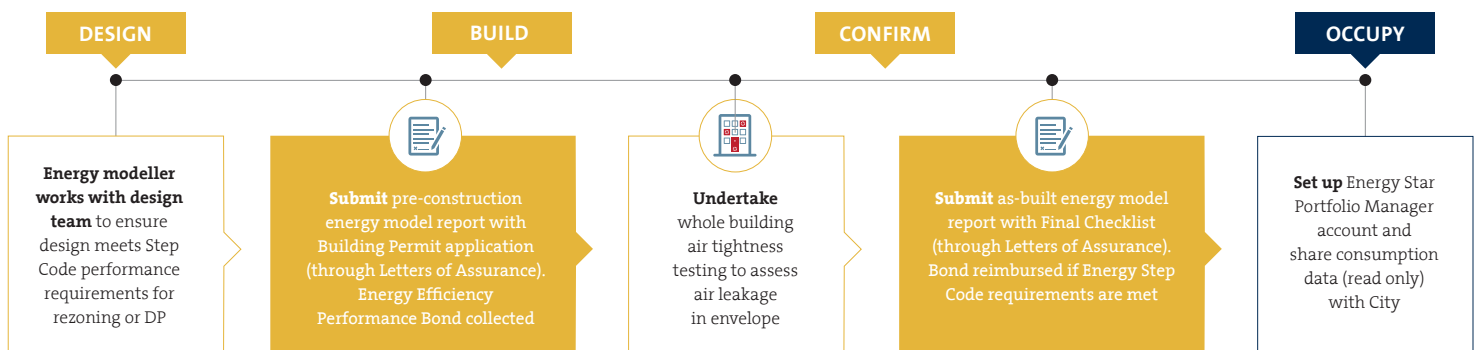 DESIGN
BUILD
CONFIRM
OCCUPY
Energy modeller
works with design
team to ensure
design meets Step
Code performance
requirements for
rezoning or DP
Submit pre-construction
energy model report with
Building Permit application
(through Letters of Assurance).
Energy Efficiency
Performance Bond collected
Undertake
whole building
air tightness
testing to assess
air leakage
in envelope
Submit as-built energy model
report with Final Checklist
(through Letters of Assurance).
Bond reimbursed if Energy Step
Code requirements are met
Set up Energy Star
Portfolio Manager
account and
share consumption
data (read only)
with City